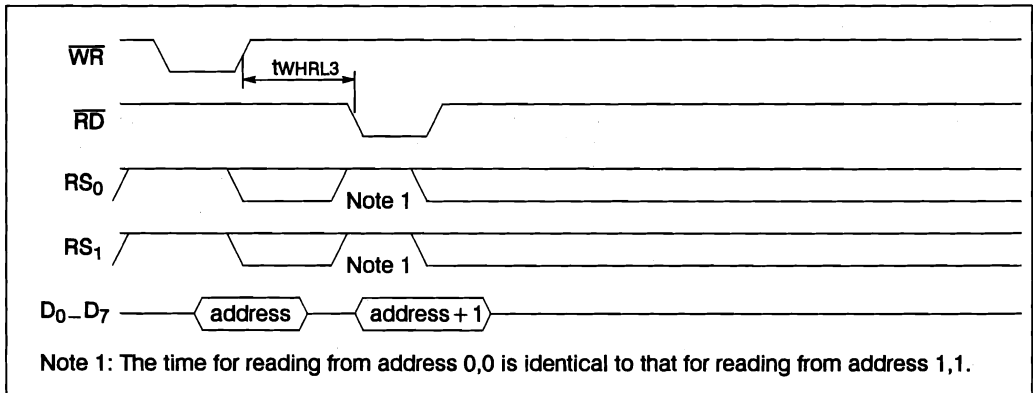 WR
tWHRL3
RD
RS0
Note 1
RS1
Note 1
D0–D7 address address + 1
Note 1: The time for reading from address 0,0 is identical to that for reading from address 1,1.